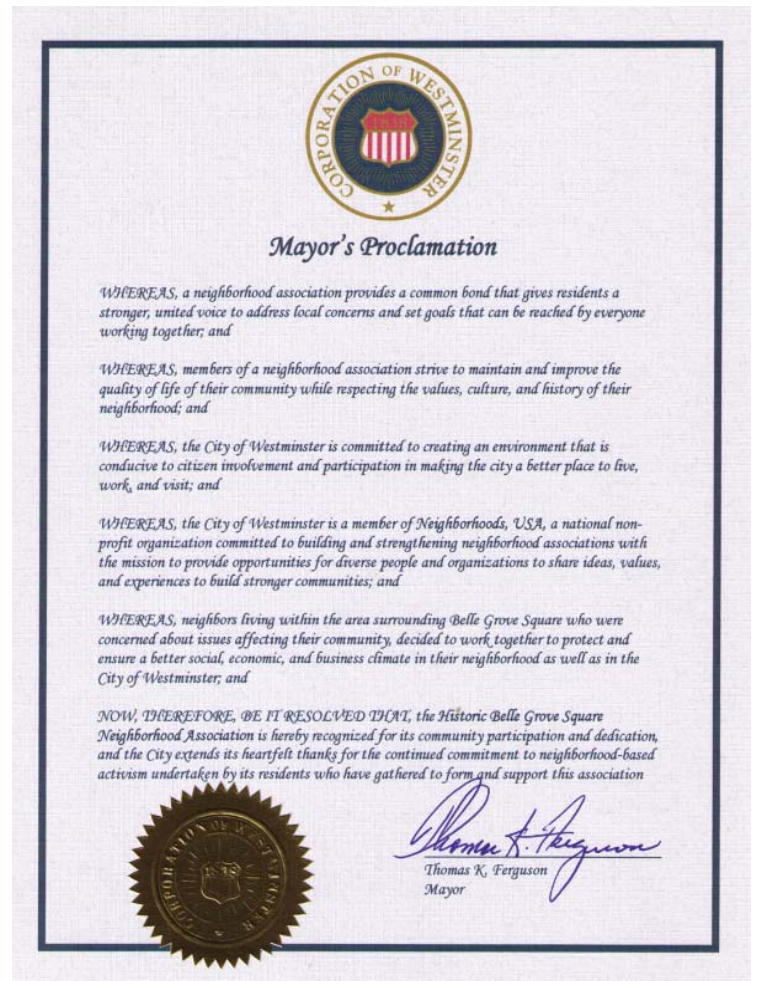 CORPORATION OF WESTMINSTER
1838
Mayor's Proclamation
WHEREAS, a neighborhood association provides a common bond that gives residents a
stronger, united voice to address local concerns and set goals that can be reached by everyone
working together; and
WHEREAS, members of a neighborhood association strive to maintain and improve the
quality of life of their community while respecting the values, culture, and history of their
neighborhood; and
WHEREAS, the City of Westminster is committed to creating an environment that is
conducive to citizen involvement and participation in making the city a better place to live,
work, and visit; and
WHEREAS, the City of Westminster is a member of Neighborhoods, USA, a national non-
profit organization committed to building and strengthening neighborhood associations with
the mission to provide opportunities for diverse people and organizations to share ideas, values,
and experiences to build stronger communities; and
WHEREAS, neighbors living within the area surrounding Belle Grove Square who were
concerned about issues affecting their community, decided to work together to protect and
ensure a better social, economic, and business climate in their neighborhood as well as in the
City of Westminster; and
NOW, THEREFORE, BE IT RESOLVED THAT, the Historic Belle Grove Square
Neighborhood Association is hereby recognized for its community participation and dedication,
and the City extends its heartfelt thanks for the continued commitment to neighborhood-based
activism undertaken by its residents who have gathered to form and support this association
Thomas K. Ferguson
Thomas K. Ferguson
Mayor
CORPORATION OF WESTMINSTER
1838